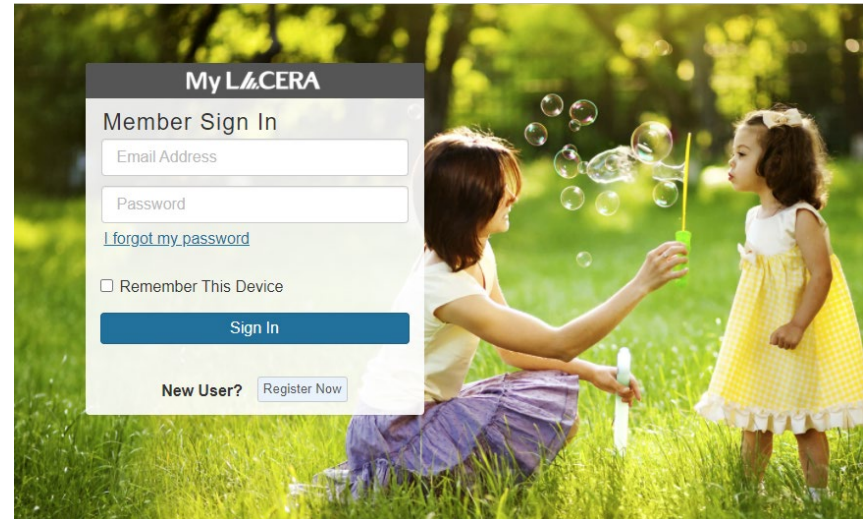 My LACERA
Member Sign In
Email Address
Password
I forgot my password
Remember This Device
Sign In
New User? Register Now